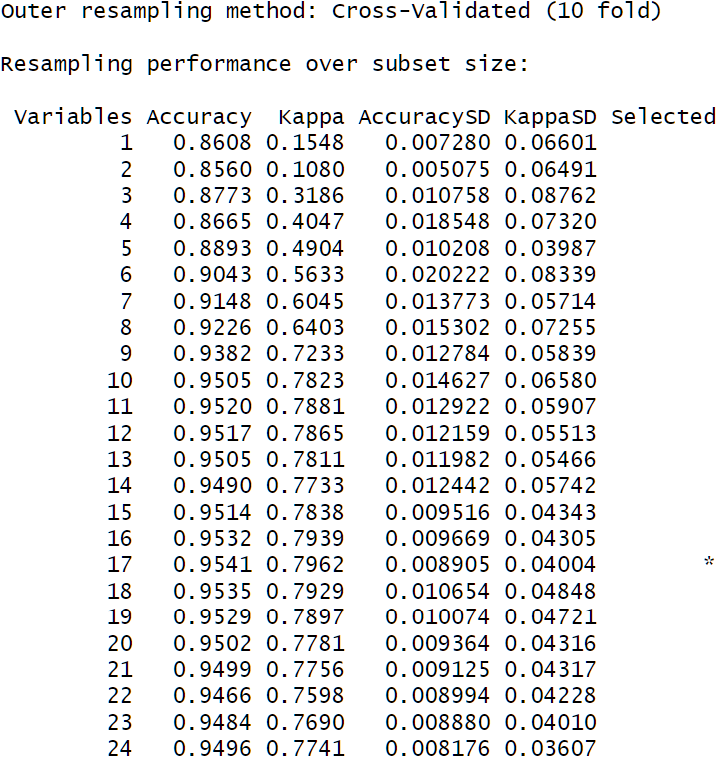 Outer resampling method: Cross-Validated (10 fold)
Resampling performance over subset size:
Variables Accuracy Kappa AccuracySD KappaSD Selected
1 0.8608 0.1548 0.007280 0.06601
2 0.8560 0.1080 0.005075 0.06491
3 0.8773 0.3186 0.010758 0.08762
4 0.8665 0.4047 0.018548 0.07320
5 0.8893 0.4904 0.010208 0.03987
6 0.9043 0.5633 0.020222 0.08339
7 0.9148 0.6045 0.013773 0.05714
8 0.9226 0.6403 0.015302 0.07255
9 0.9382 0.7233 0.012784 0.05839
10 0.9505 0.7823 0.014627 0.06580
11 0.9520 0.7881 0.012922 0.05907
12 0.9517 0.7865 0.012159 0.05513
13 0.9505 0.7811 0.011982 0.05466
14 0.9490 0.7733 0.012442 0.05742
15 0.9514 0.7838 0.009516 0.04343
16 0.9532 0.7939 0.009669 0.04305
17 0.9541 0.7962 0.008905 0.04004 *
18 0.9535 0.7929 0.010654 0.04848
19 0.9529 0.7897 0.010074 0.04721
20 0.9502 0.7781 0.009364 0.04316
21 0.9499 0.7756 0.009125 0.04317
22 0.9466 0.7598 0.008994 0.04228
23 0.9484 0.7690 0.008880 0.04010
24 0.9496 0.7741 0.008176 0.03607